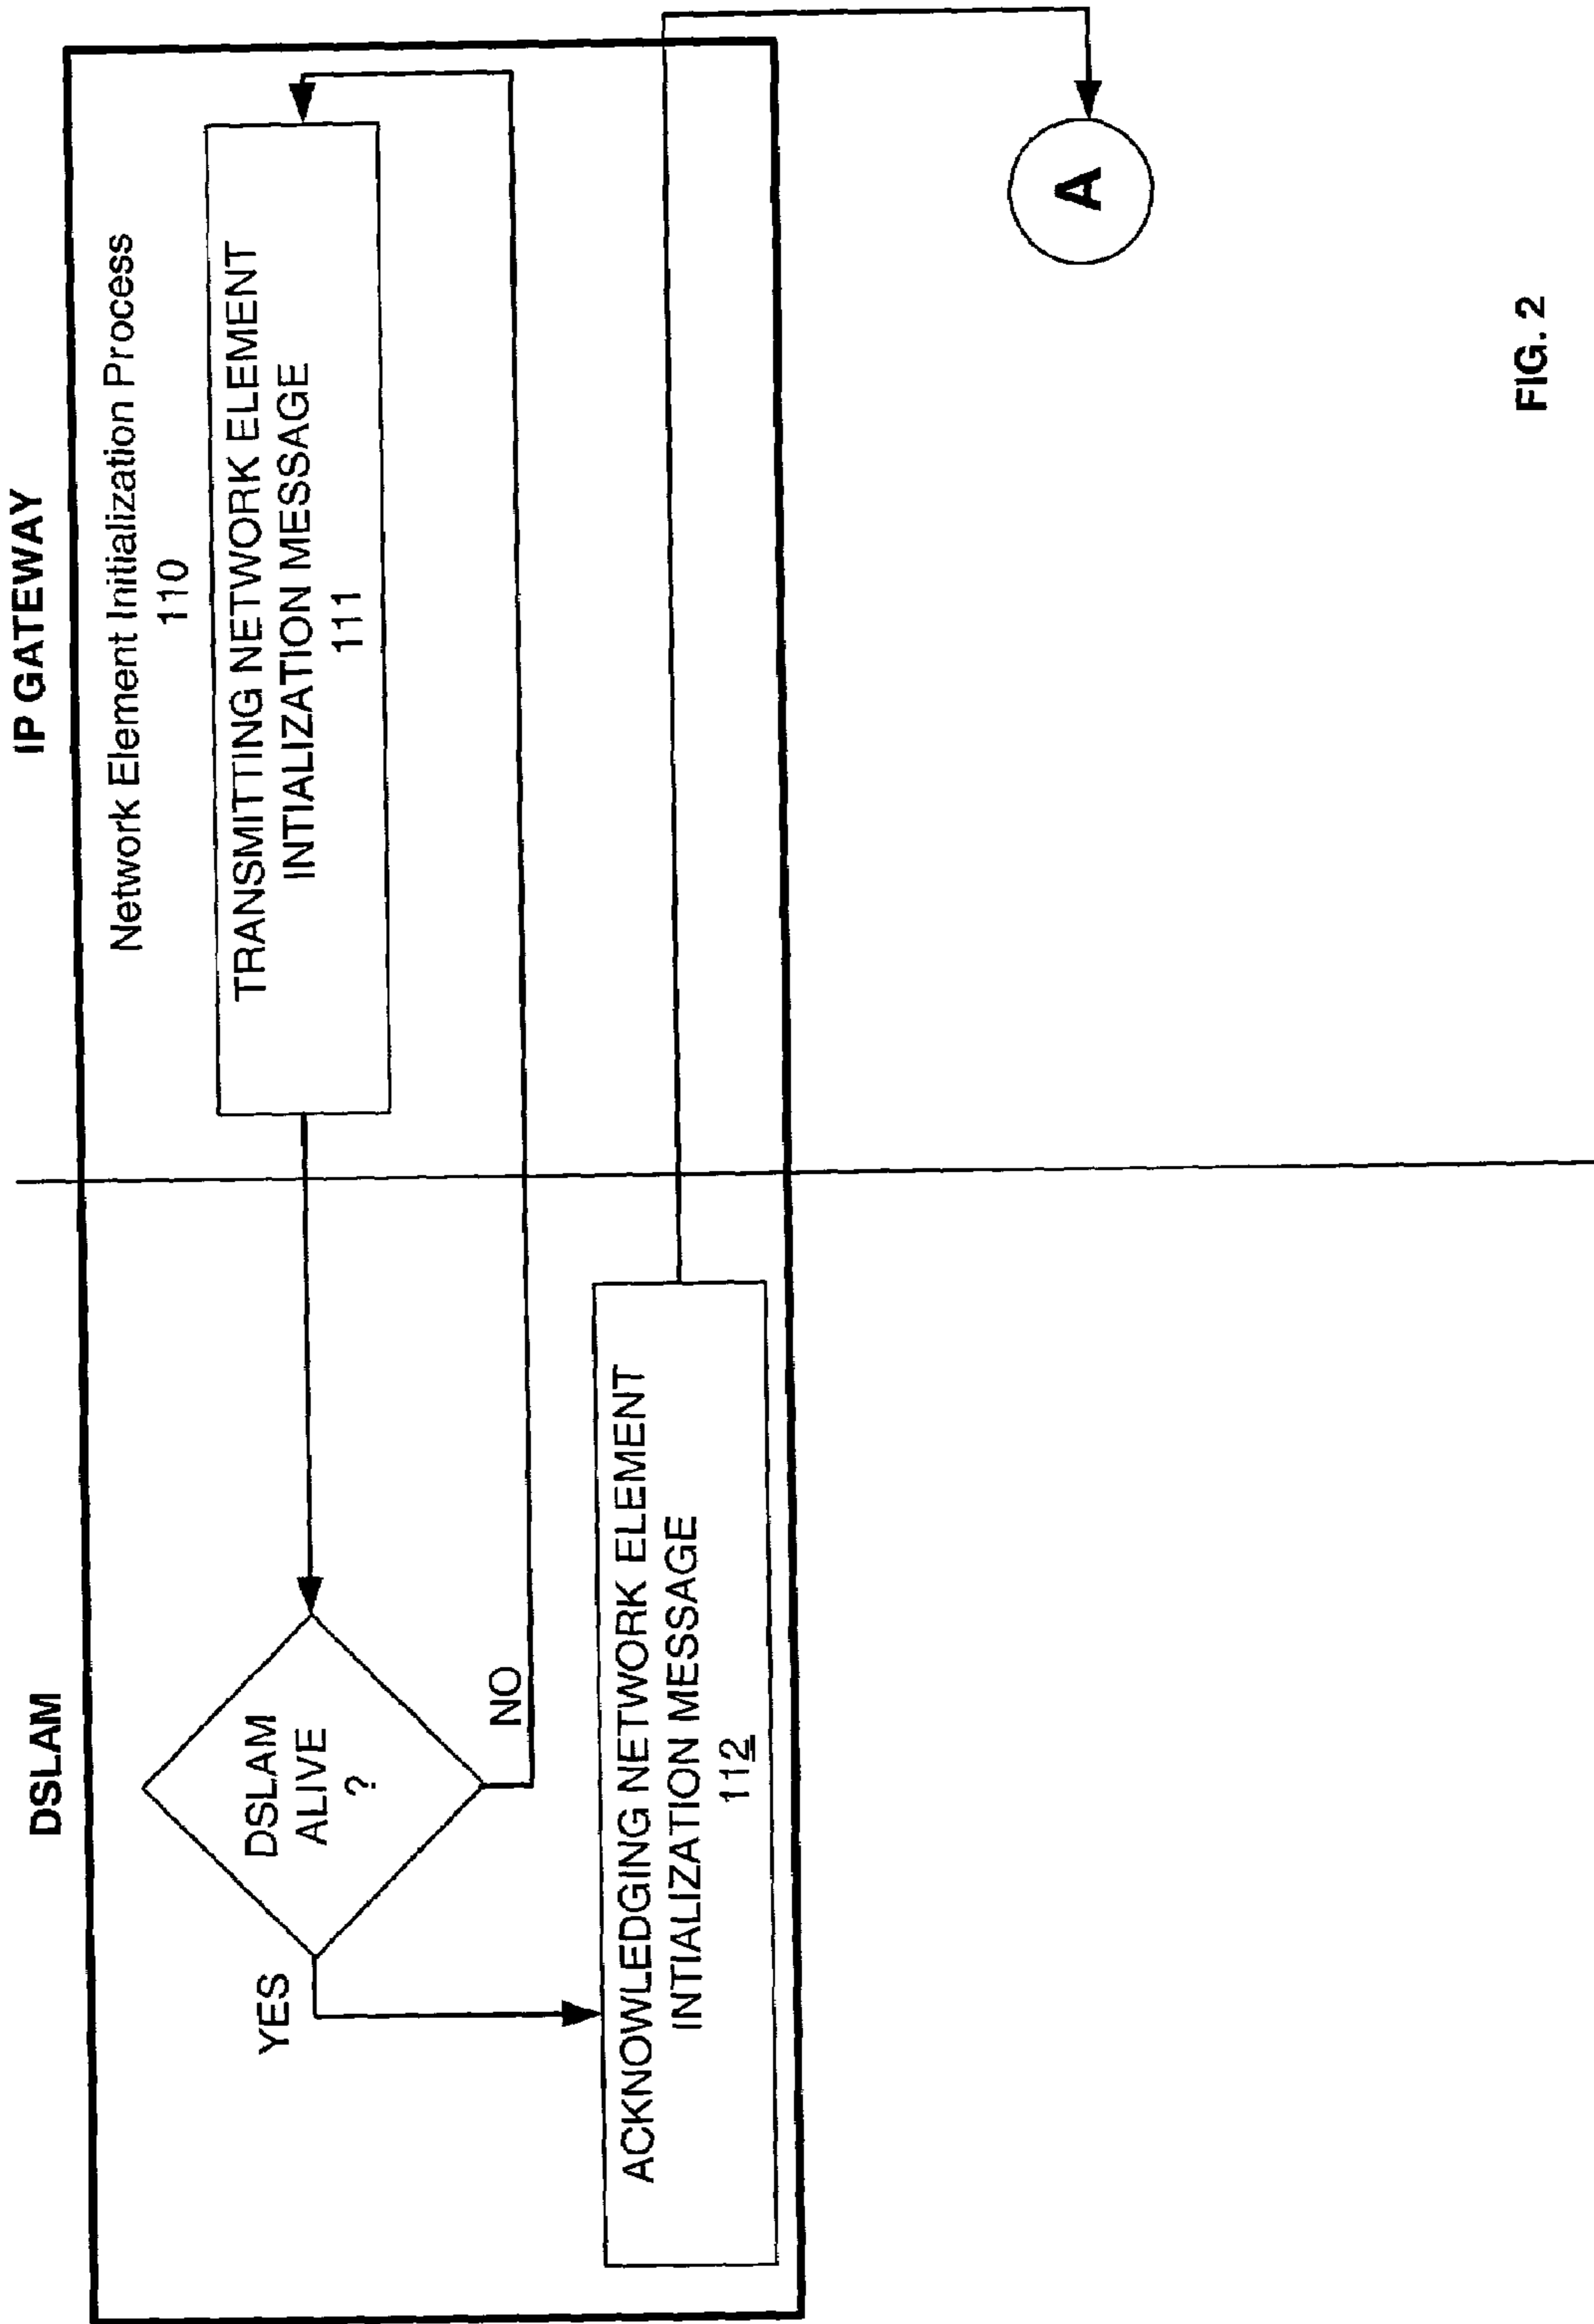 DSLAM
IP GATEWAY
Network Element Initialization Process
110
TRANSMITTING NETWORK ELEMENT
INTIALIZATION MESSAGE
111
DSLAM
ALIVE
?
YES
NO
ACKNOWLEDGING NETWORK ELEMENT
INTIALIZATION MESSAGE
112
A
FIG. 2